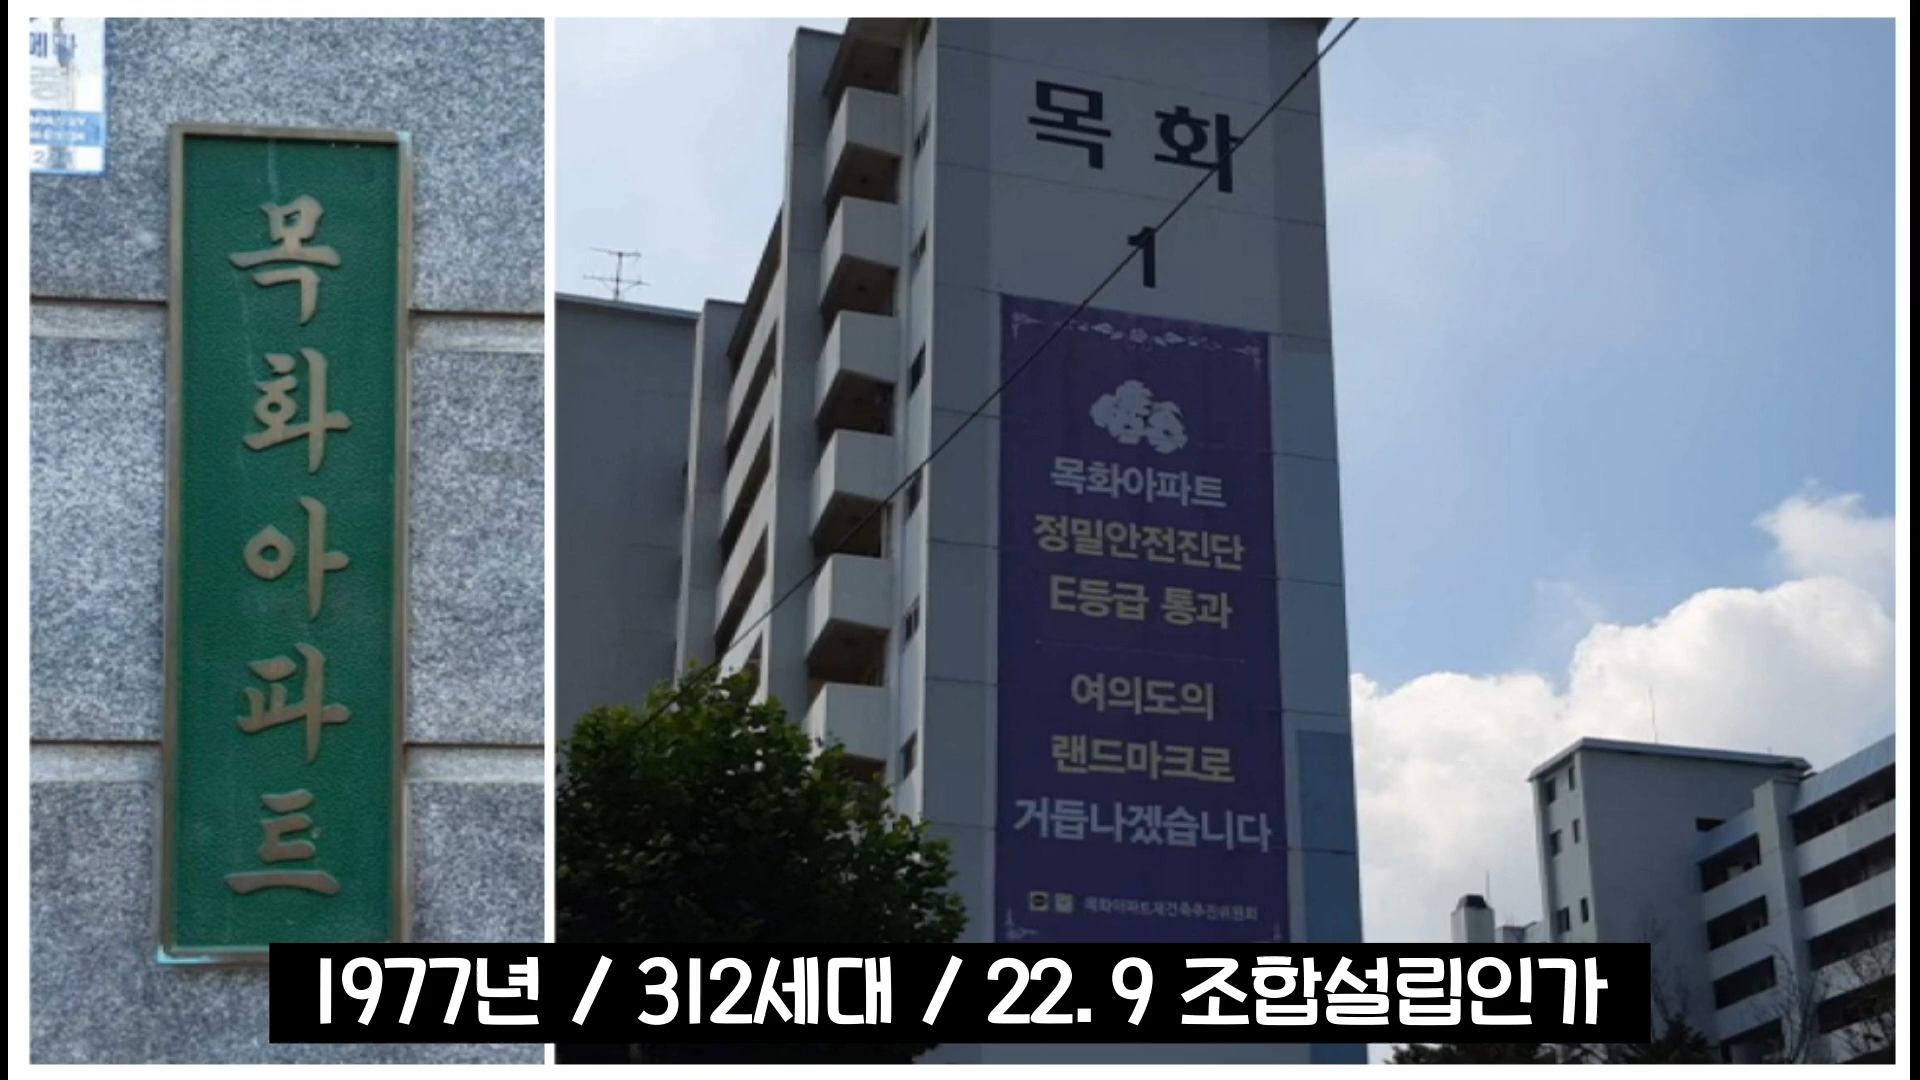 목화아파트
목 화
1
목화아파트
정밀안전진단
E등급 통과
여의도의
랜드마크로
거듭나겠습니다
목화아파트재건축추진위원회
1977년 / 312세대 / 22. 9 조합설립인가